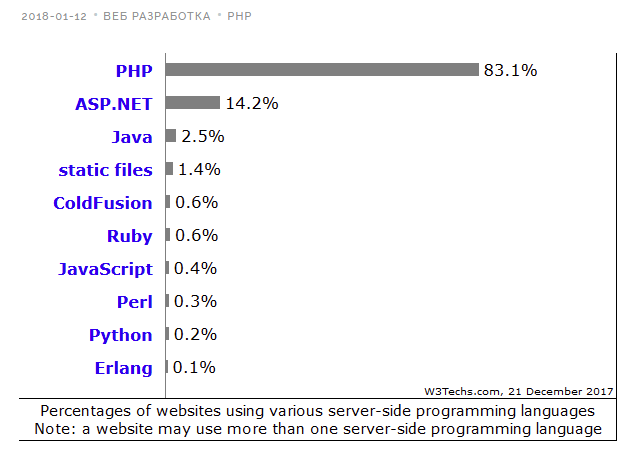 2018-01-12 • ВЕБ РАЗРАБОТКА • PHP
PHP 83.1%
ASP.NET 14.2%
Java 2.5%
static files 1.4%
ColdFusion 0.6%
Ruby 0.6%
JavaScript 0.4%
Perl 0.3%
Python 0.2%
Erlang 0.1%
W3Techs.com, 21 December 2017
Percentages of websites using various server-side programming languages
Note: a website may use more than one server-side programming language